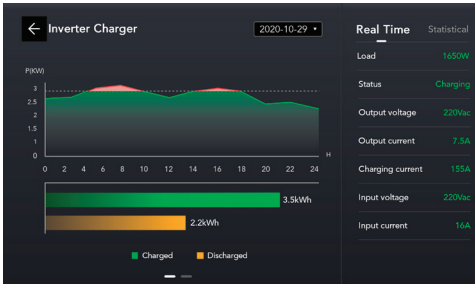 Inverter Charger
2020-10-29
P(KW)
3
2.5
2
1.5
1
0
H
0 2 4 6 8 10 12 14 16 18 20 22 24
3.5kWh
2.2kWh
Charged Discharged
Real Time Statistical
Load 1650W
Status Charging
Output voltage 220Vac
Output current 7.5A
Charging current 155A
Input voltage 220Vac
Input current 16A